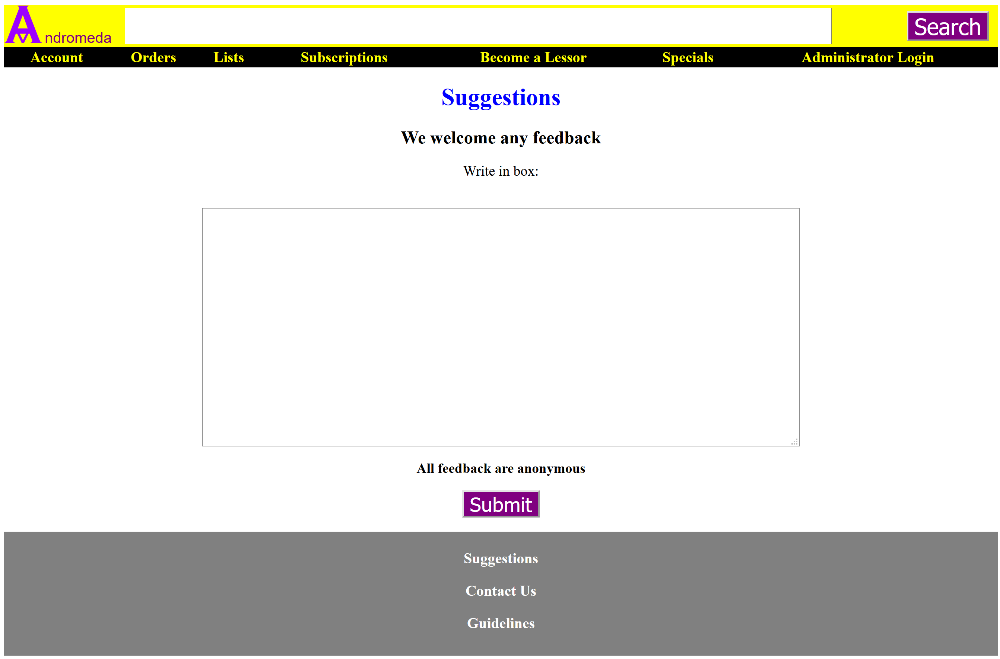 Andromeda Search
Account Orders Lists Subscriptions Become a Lessor Specials Administrator Login
Suggestions
We welcome any feedback
Write in box:
All feedback are anonymous
Submit
Suggestions
Contact Us
Guidelines